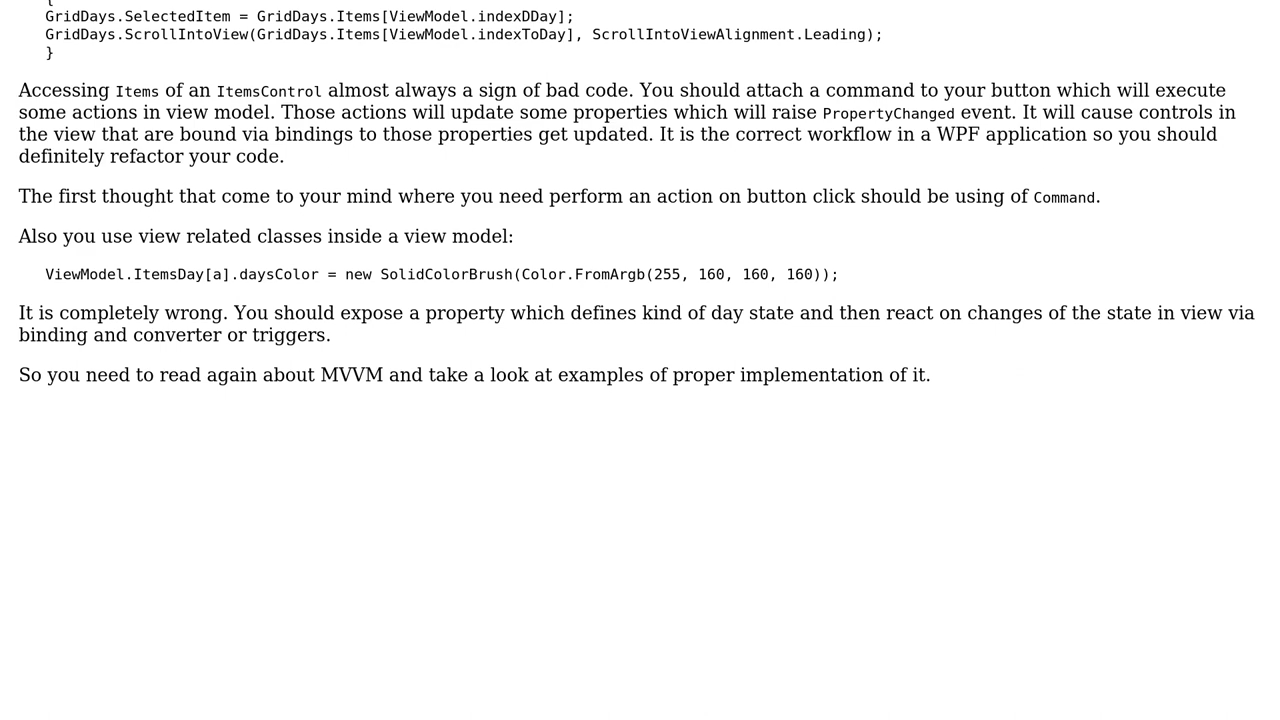 {
GridDays.SelectedItem = GridDays.Items[ViewModel.indexDDay];
GridDays.ScrollIntoView(GridDays.Items[ViewModel.indexToDay], ScrollIntoViewAlignment.Leading);
}
Accessing Items of an ItemsControl almost always a sign of bad code. You should attach a command to your button which will execute
some actions in view model. Those actions will update some properties which will raise PropertyChanged event. It will cause controls in
the view that are bound via bindings to those properties get updated. It is the correct workflow in a WPF application so you should
definitely refactor your code.
The first thought that come to your mind where you need perform an action on button click should be using of Command.
Also you use view related classes inside a view model:
ViewModel.ItemsDay[a].daysColor = new SolidColorBrush(Color.FromArgb(255, 160, 160, 160));
It is completely wrong. You should expose a property which defines kind of day state and then react on changes of the state in view via
binding and converter or triggers.
So you need to read again about MVVM and take a look at examples of proper implementation of it.